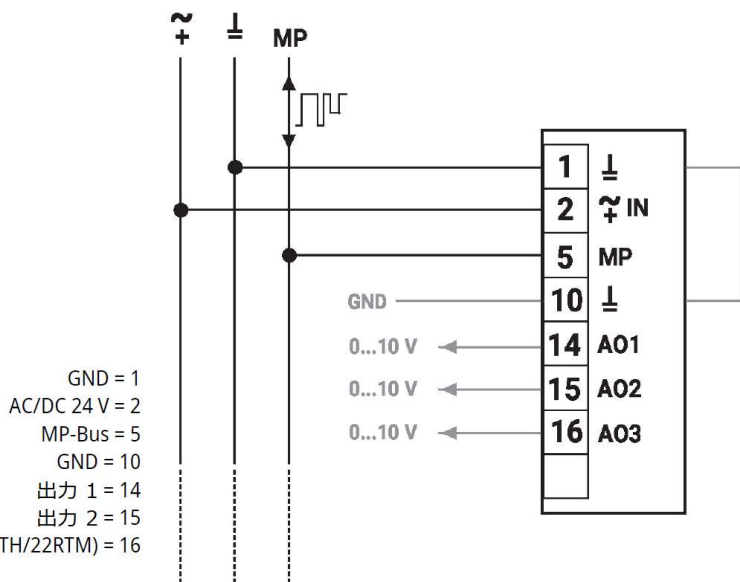 MP
1
2 IN
5 MP
GND 10
0...10 V 14 AO1
0...10 V 15 AO2
0...10 V 16 AO3
GND = 1
AC/DC 24 V = 2
MP-Bus = 5
GND = 10
出力 1 = 14
出力 2 = 15
TH/22RTM) = 16